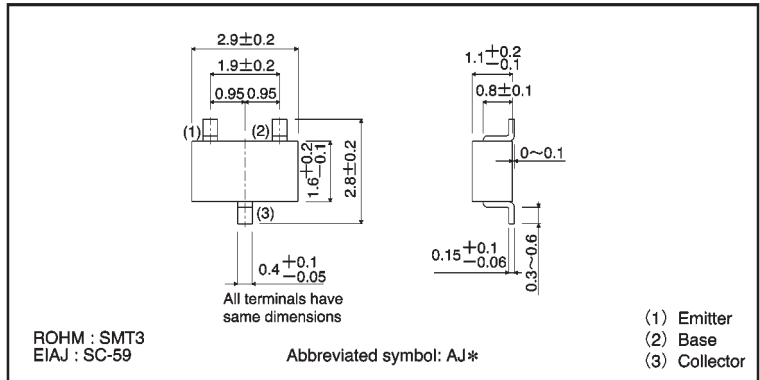 2.9±0.2
1.9±0.2
0.95 0.95
(1)
(2)
(3)
1.6 +0.2 −0.1
2.8±0.2
0.4 +0.1 −0.05
All terminals have
same dimensions
1.1 +0.2 −0.1
0.8±0.1
0~0.1
0.15 +0.1 −0.06
0.3~0.6
ROHM : SMT3
EIAJ : SC-59
Abbreviated symbol: AJ*
(1) Emitter
(2) Base
(3) Collector